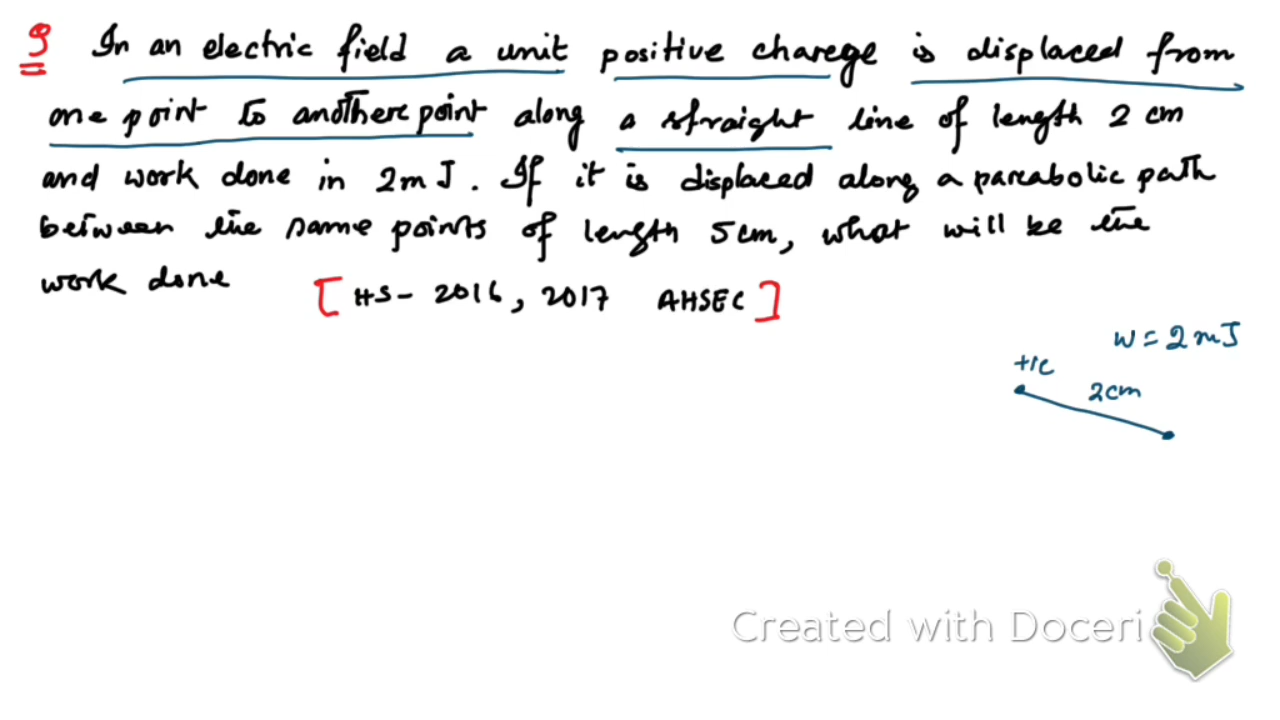 Q In an electric field a unit positive charege is displaced from
one point to anothere point along a straight line of length 2 cm
and work done in 2mJ. If it is displaced along a parabolic path
between the same points of length 5cm, what will be the
work done [HS- 2016, 2017 AHSEC]
W = 2mJ
+1C
2cm
Created with Doceri